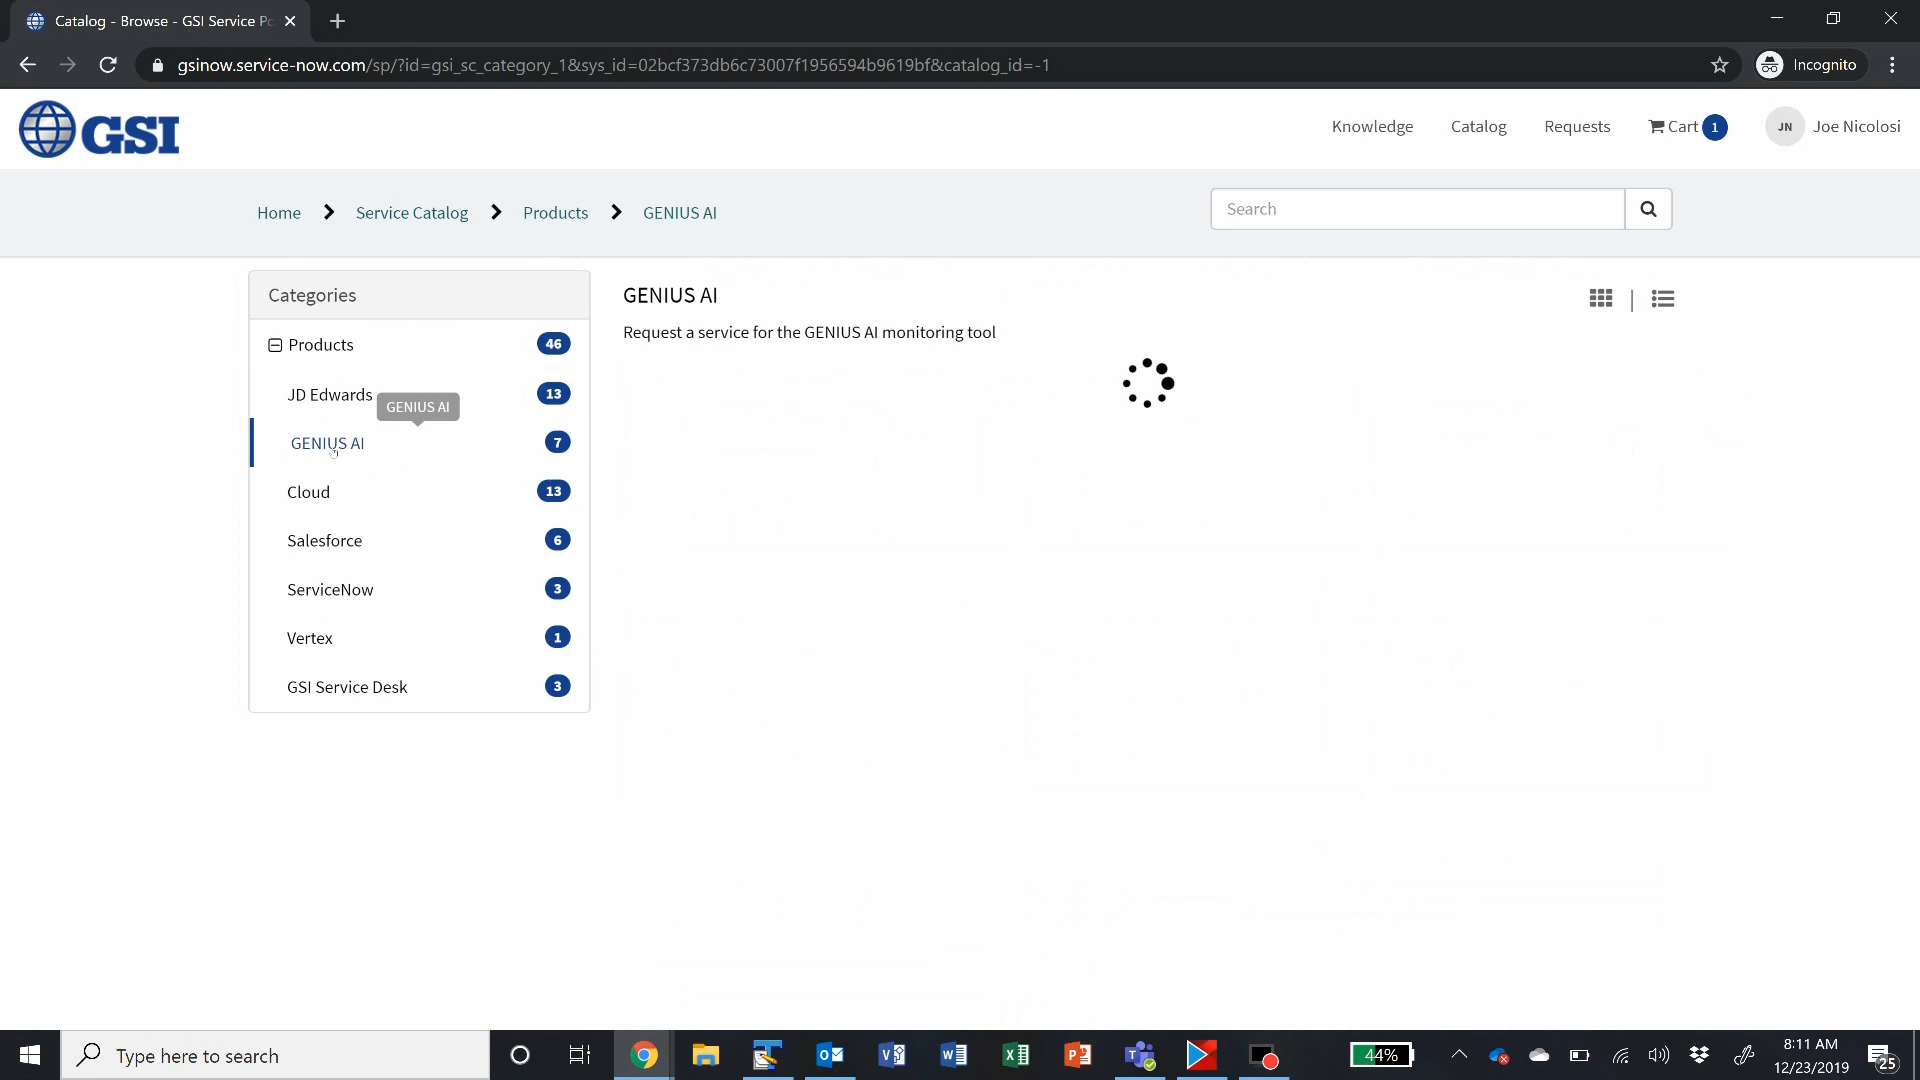 Catalog - Browse - GSI Service Po
gsinow.service-now.com/sp/?id=gsi_sc_category_1&sys_id=02bcf373db6c73007f1956594b9619bf&catalog_id=-1
Incognito
GSI
Knowledge
Catalog
Requests
Cart 1
JN
Joe Nicolosi
Home
Service Catalog
Products
GENIUS AI
Search
Categories
Products 46
JD Edwards 13
GENIUS AI
GENIUS AI 7
Cloud 13
Salesforce 6
ServiceNow 3
Vertex 1
GSI Service Desk 3
GENIUS AI
Request a service for the GENIUS AI monitoring tool
Type here to search
44%
8:11 AM
12/23/2019
25